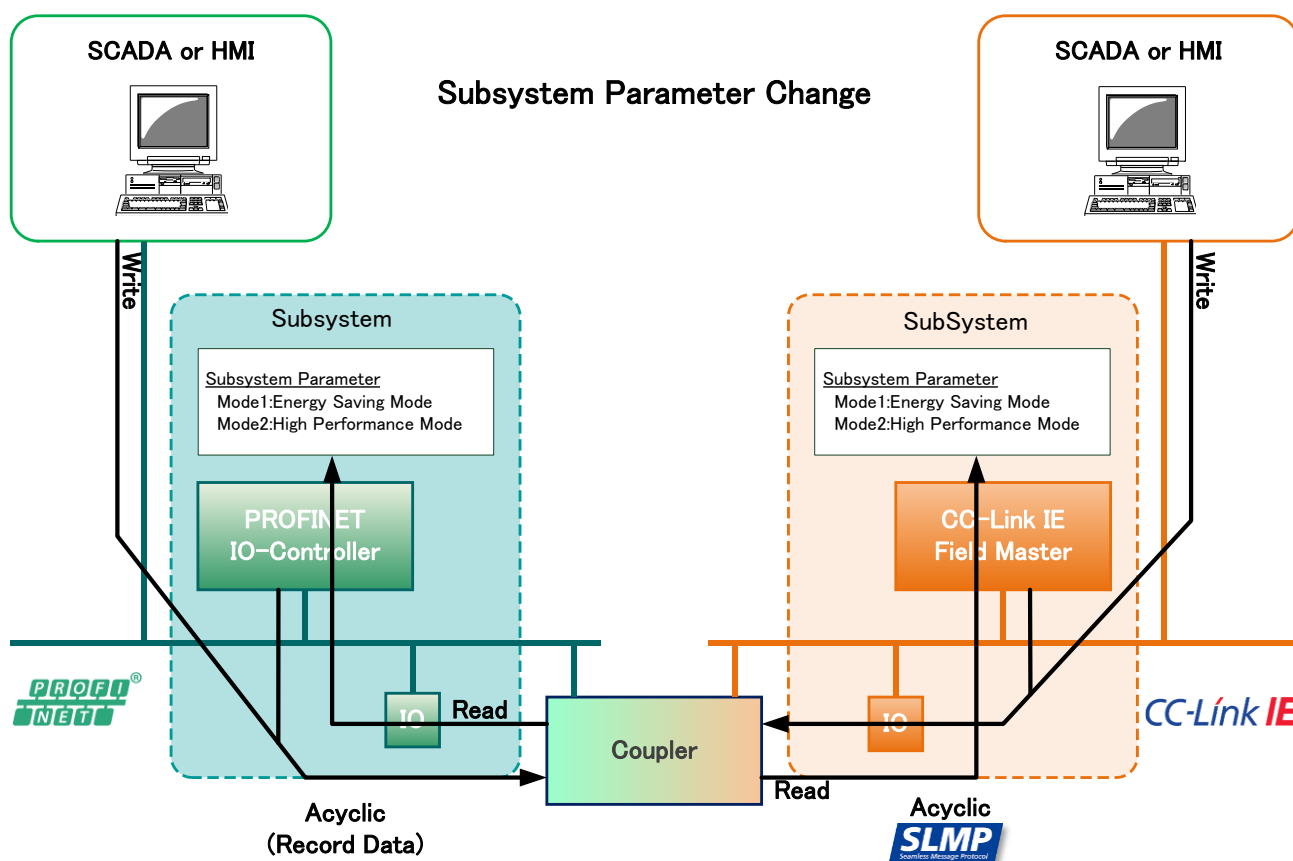 SCADA or HMI
SCADA or HMI
Subsystem Parameter Change
Write
Write
Subsystem
SubSystem
Subsystem Parameter
Mode1:Energy Saving Mode
Mode2:High Performance Mode
Subsystem Parameter
Mode1:Energy Saving Mode
Mode2:High Performance Mode
PROFINET
IO-Controller
CC-Link IE
Field Master
PROFI®
NET
IO
Read
Coupler
IO
CC-Link IE
Read
Acyclic
(Record Data)
Acyclic
SLMP
Seamless Message Protocol